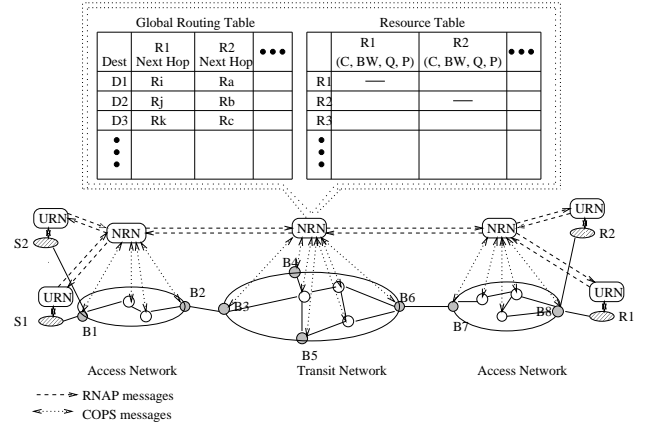 Global Routing Table
Resource Table
Dest
R1
Next Hop
R2
Next Hop
•••
D1 Ri Ra
D2 Rj Rb
D3 Rk Rc
R1
(C, BW, Q, P)
R2
(C, BW, Q, P)
•••
R1 —
R2 —
R3
URN
S2
NRN
NRN
NRN
URN
R2
URN
S1
B1
B2
B3
B4
B5
B6
B7
B8
URN
R1
Access Network
Transit Network
Access Network
RNAP messages
COPS messages